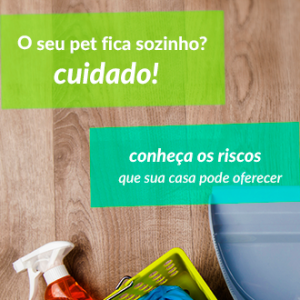 O seu pet fica sozinho?
cuidado!
conheça os riscos
que sua casa pode oferecer